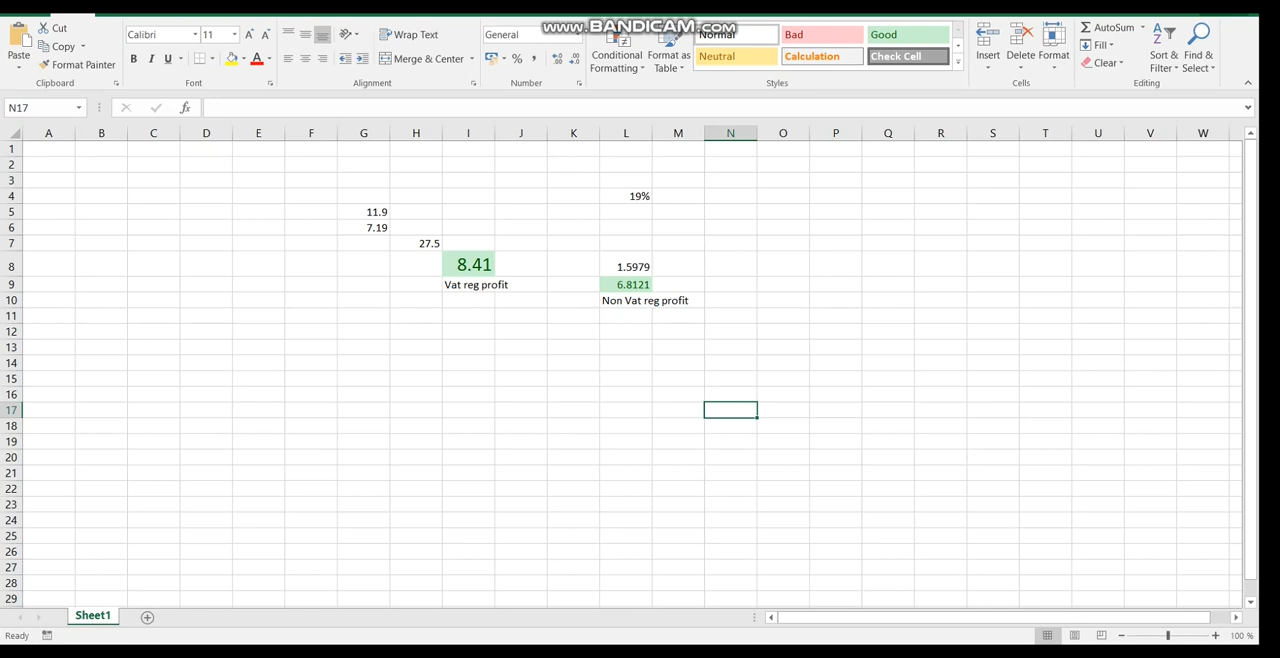 www.BANDICAM.com
Cut
Copy
Format Painter
Paste
Clipboard
Calibri 11
B I U
Font
Wrap Text
Merge & Center
Alignment
General
%
Number
Conditional Formatting
Format as Table
Normal Bad Good
Neutral Calculation Check Cell
Styles
Insert Delete Format
Cells
AutoSum
Fill
Clear
Sort & Filter
Find & Select
Editing
N17 fx
A B C D E F G H I J K L M N O P Q R S T U V W
1
2
3
4 19%
5 11.9
6 7.19
7 27.5
8 8.41 1.5979
9 Vat reg profit 6.8121
10 Non Vat reg profit
11
12
13
14
15
16
17
18
19
20
21
22
23
24
25
26
27
28
29
Sheet1
Ready 100 %